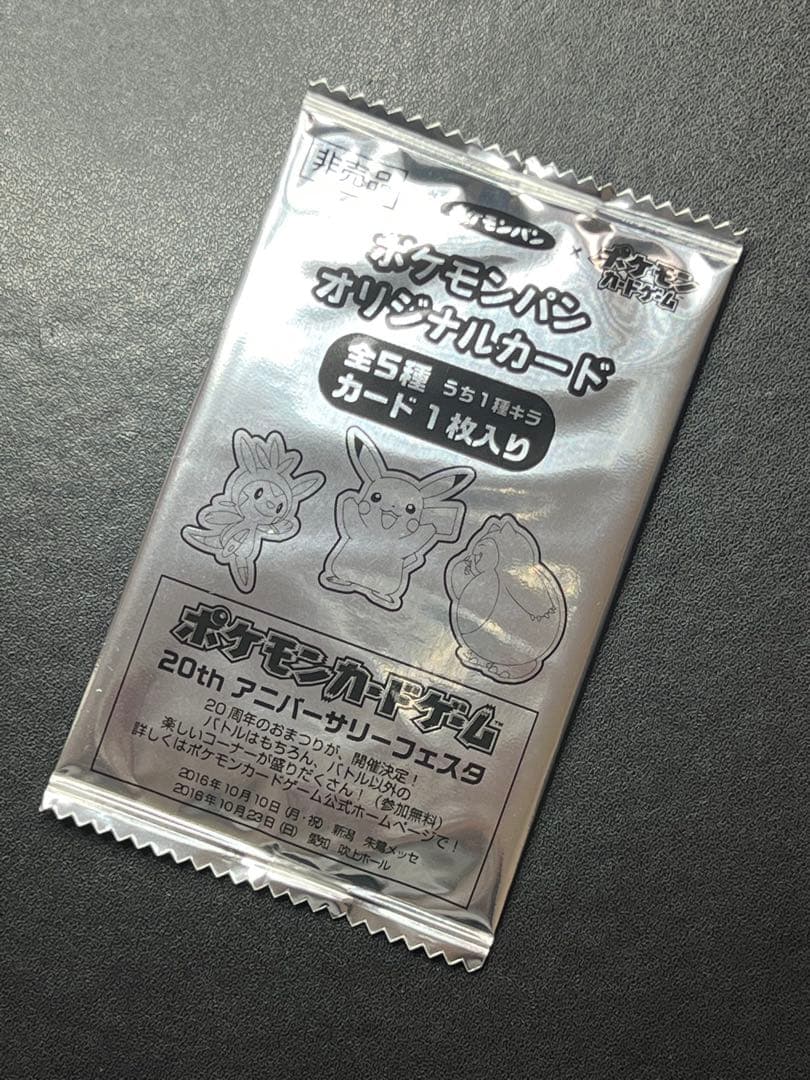 非売品
ポケモンパン × ポケモンカードゲーム
ポケモンパン
オリジナルカード
全5種 うち1種キラ
カード1枚入り
ポケモンカードゲーム™
20th アニバーサリーフェスタ
20周年のおまつりが、開催決定！
バトルはもちろん、バトル以外の
楽しいコーナーが盛りだくさん！（参加無料）
詳しくはポケモンカードゲーム公式ホームページで！
2016年10月10日（月・祝） 新潟 朱鷺メッセ
2016年10月23日（日） 愛知 吹上ホール